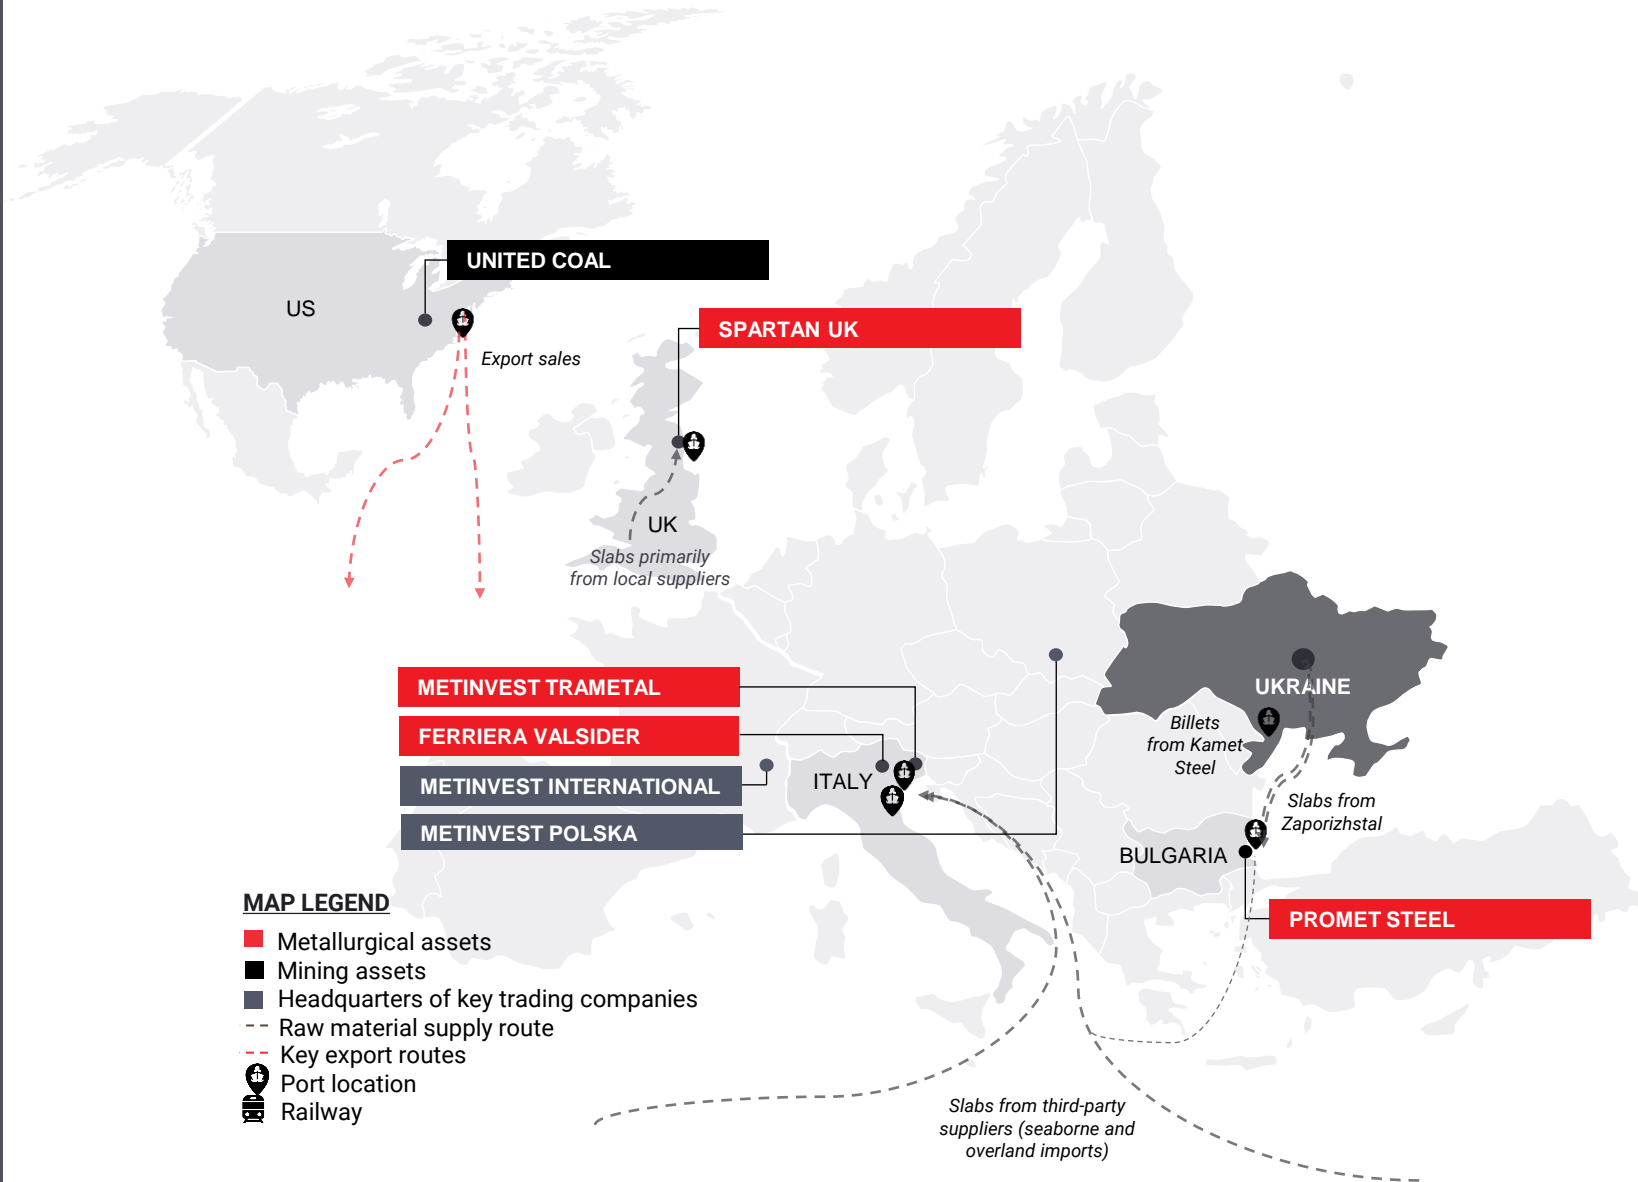 UNITED COAL
US
SPARTAN UK
Export sales
UK
Slabs primarily
from local suppliers
METINVEST TRAMETAL
UKRAINE
FERRIERA VALSIDER
Billets
from Kamet
Steel
ITALY
METINVEST INTERNATIONAL
Slabs from
Zaporizhstal
METINVEST POLSKA
BULGARIA
PROMET STEEL
MAP LEGEND
Metallurgical assets
Mining assets
Headquarters of key trading companies
Raw material supply route
Key export routes
Port location
Railway
Slabs from third-party
suppliers (seaborne and
overland imports)